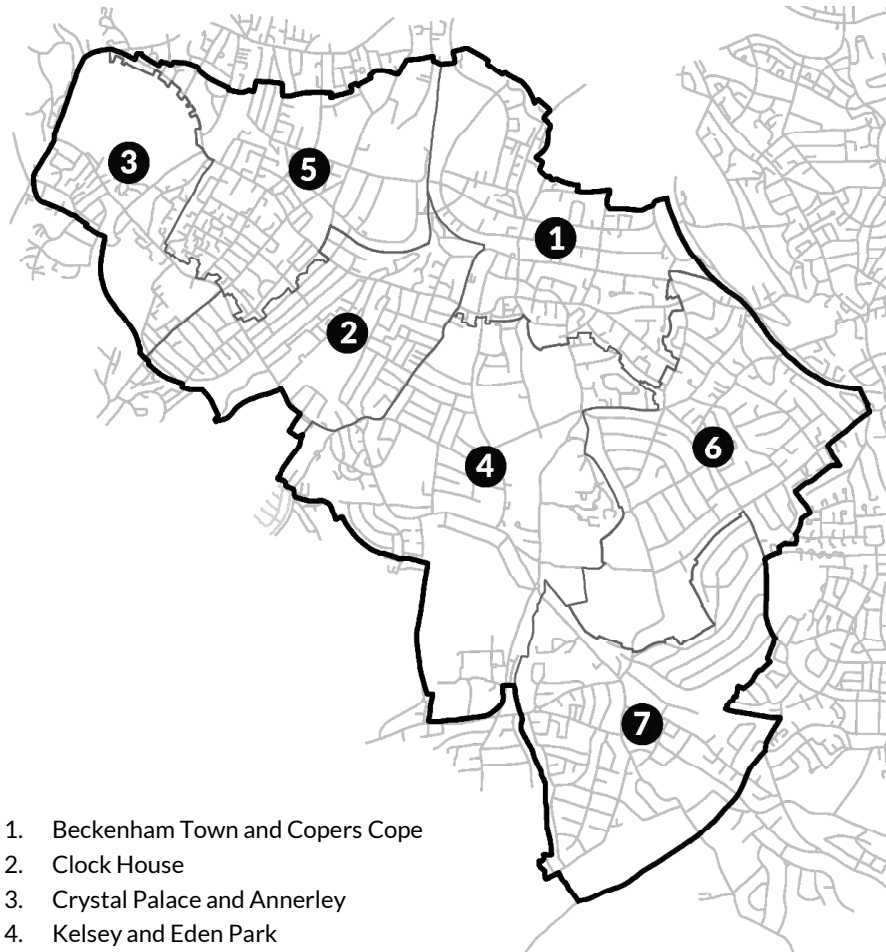 3
5
1
2
6
4
7
1. Beckenham Town and Copers Cope
2. Clock House
3. Crystal Palace and Annerley
4. Kelsey and Eden Park